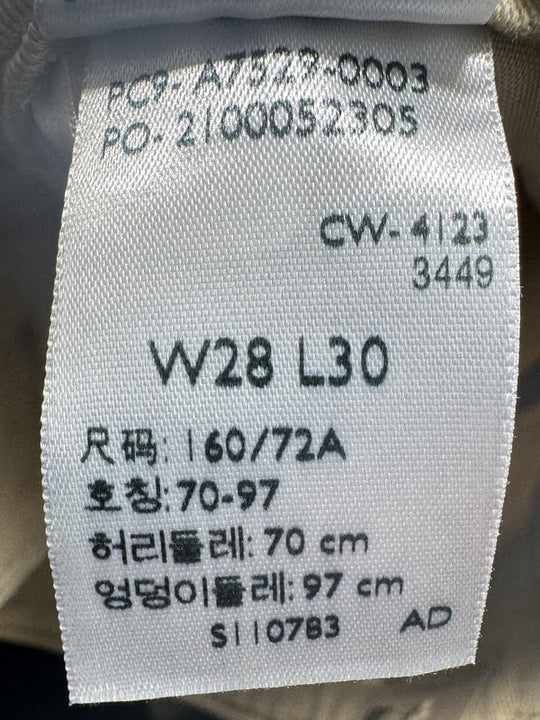 PC9- A7529-0003
PO- 2100052305
CW- 4123
3449
W28 L30
尺码: 160/72A
호칭: 70-97
허리둘레: 70 cm
엉덩이둘레: 97 cm
S110783 AD